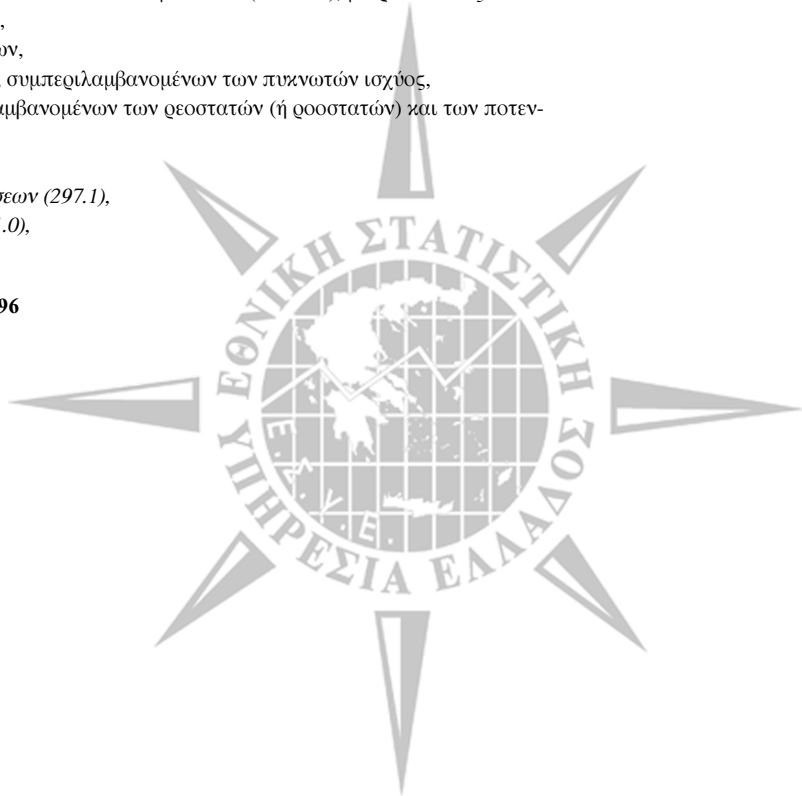 ,
ων,
, συμπεριλαμβανομένων των πυκνωτών ισχύος,
αμβανομένων των ρεοστατών (ή ροοστατών) και των ποτεν-
σεων (297.1),
.0),
96
ΕΘΝΙΚΗ ΣΤΑΤΙΣΤΙΚΗ
ΥΠΗΡΕΣΙΑ ΕΛΛΑΔΟΣ
Ε.Σ.Υ.Ε.